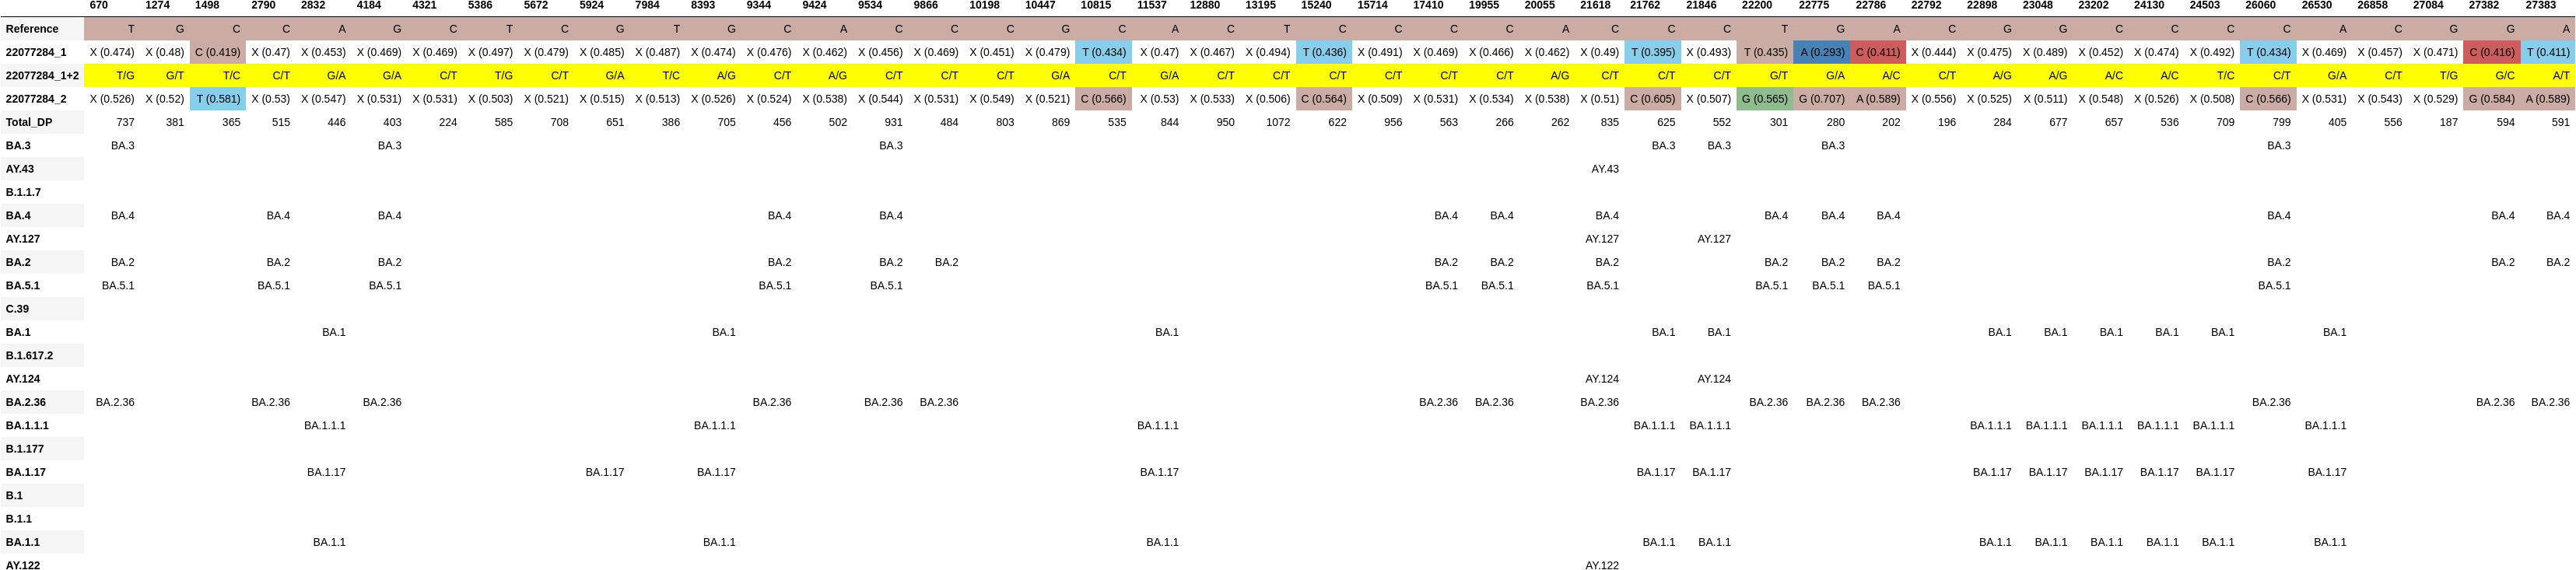 670 1274 1498 2790 2832 4184 4321 5386 5672 5924 7984 8393 9344 9424 9534 9866 10198 10447 10815 11537 12880 13195 15240 15714 17410 19955 20055 21618 21762 21846 22200 22775 22786 22792 22898 23048 23202 24130 24503 26060 26530 26858 27084 27382 27383
Reference T G C C A G C T C G T G C A C C C G C A C T C C C C A C C C T G A C G G C C C C A C G G A
22077284_1 X (0.474) X (0.48) C (0.419) X (0.47) X (0.453) X (0.469) X (0.469) X (0.497) X (0.479) X (0.485) X (0.487) X (0.474) X (0.476) X (0.462) X (0.456) X (0.469) X (0.451) X (0.479) T (0.434) X (0.47) X (0.467) X (0.494) T (0.436) X (0.491) X (0.469) X (0.466) X (0.462) X (0.49) T (0.395) X (0.493) T (0.435) A (0.293) C (0.411) X (0.444) X (0.475) X (0.489) X (0.452) X (0.474) X (0.492) T (0.434) X (0.469) X (0.457) X (0.471) C (0.416) T (0.411)
22077284_1+2 T/G G/T T/C C/T G/A G/A C/T T/G C/T G/T T/C A/G C/T A/G C/T C/T C/T G/A C/T G/A C/T C/T C/T C/T C/T C/T A/G C/T C/T C/T G/T G/A A/C C/T A/G A/G A/C A/C T/C C/T G/A C/T T/G G/C A/T
22077284_2 X (0.526) X (0.52) T (0.581) X (0.53) X (0.547) X (0.531) X (0.531) X (0.503) X (0.521) X (0.515) X (0.513) X (0.526) X (0.524) X (0.538) X (0.544) X (0.531) X (0.549) X (0.521) C (0.566) X (0.53) X (0.533) X (0.506) C (0.564) X (0.509) X (0.531) X (0.534) X (0.538) X (0.51) C (0.605) X (0.507) G (0.565) G (0.707) A (0.589) X (0.556) X (0.525) X (0.511) X (0.548) X (0.526) X (0.508) C (0.566) X (0.531) X (0.543) X (0.529) G (0.584) A (0.589)
Total_DP 737 381 365 515 446 403 224 585 708 651 386 705 456 502 931 484 803 869 535 844 950 1072 622 956 563 266 262 835 625 552 301 280 202 196 284 677 657 536 709 799 405 556 187 594 591
BA.3 BA.3 BA.3 BA.3 BA.3 BA.3 BA.3 BA.3
AY.43 AY.43
B.1.1.7
BA.4 BA.4 BA.4 BA.4 BA.4 BA.4 BA.4 BA.4 BA.4 BA.4 BA.4 BA.4 BA.4 BA.4 BA.4
AY.127 AY.127 AY.127
BA.2 BA.2 BA.2 BA.2 BA.2 BA.2 BA.2 BA.2 BA.2 BA.2 BA.2 BA.2 BA.2 BA.2 BA.2 BA.2
BA.5.1 BA.5.1 BA.5.1 BA.5.1 BA.5.1 BA.5.1 BA.5.1 BA.5.1 BA.5.1 BA.5.1 BA.5.1 BA.5.1 BA.5.1
C.39
BA.1 BA.1 BA.1 BA.1 BA.1 BA.1 BA.1 BA.1 BA.1 BA.1 BA.1 BA.1
B.1.617.2
AY.124 AY.124 AY.124
BA.2.36 BA.2.36 BA.2.36 BA.2.36 BA.2.36 BA.2.36 BA.2.36 BA.2.36 BA.2.36 BA.2.36 BA.2.36 BA.2.36 BA.2.36 BA.2.36 BA.2.36 BA.2.36
BA.1.1.1 BA.1.1.1 BA.1.1.1 BA.1.1.1 BA.1.1.1 BA.1.1.1 BA.1.1.1 BA.1.1.1 BA.1.1.1 BA.1.1.1 BA.1.1.1 BA.1.1.1
B.1.177
BA.1.17 BA.1.17 BA.1.17 BA.1.17 BA.1.17 BA.1.17 BA.1.17 BA.1.17 BA.1.17 BA.1.17 BA.1.17 BA.1.17 BA.1.17
B.1
B.1.1
BA.1.1 BA.1.1 BA.1.1 BA.1.1 BA.1.1 BA.1.1 BA.1.1 BA.1.1 BA.1.1 BA.1.1 BA.1.1 BA.1.1
AY.122 AY.122